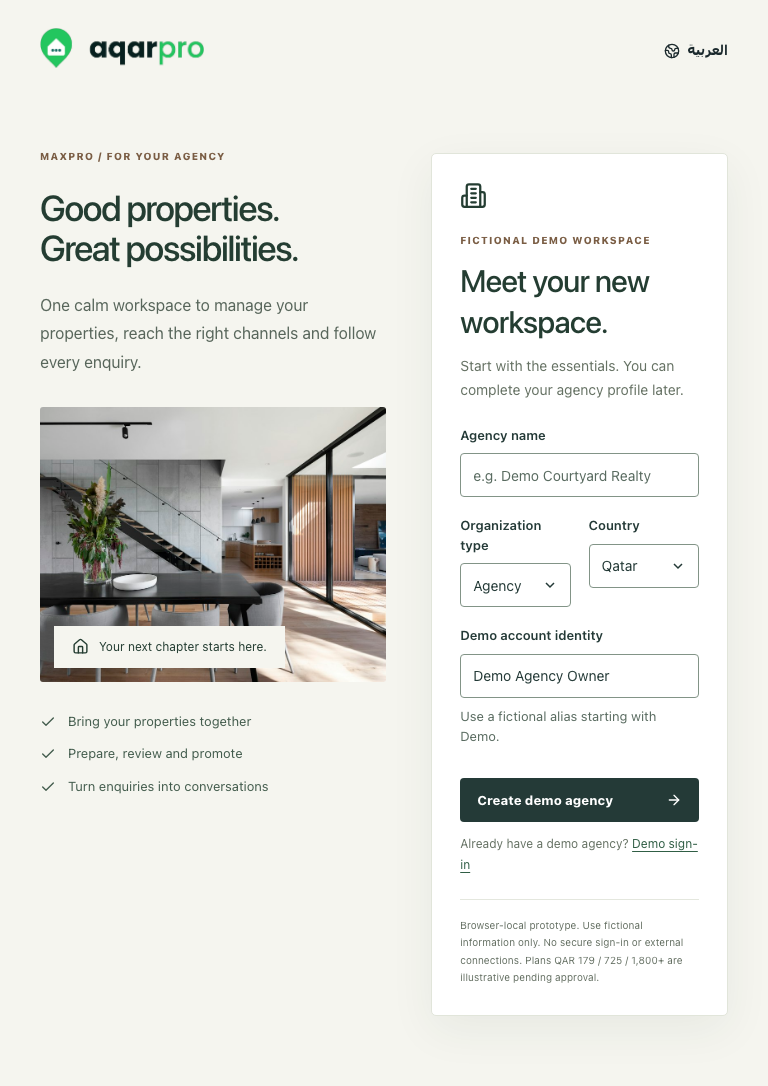 aqarpro
العربية
MAXPRO / FOR YOUR AGENCY
Good properties.
Great possibilities.
One calm workspace to manage your
properties, reach the right channels and follow
every enquiry.
Your next chapter starts here.
Bring your properties together
Prepare, review and promote
Turn enquiries into conversations
FICTIONAL DEMO WORKSPACE
Meet your new
workspace.
Start with the essentials. You can
complete your agency profile later.
Agency name
e.g. Demo Courtyard Realty
Organization
type
Agency
Country
Qatar
Demo account identity
Demo Agency Owner
Use a fictional alias starting with
Demo.
Create demo agency
Already have a demo agency? Demo sign-
in
Browser-local prototype. Use fictional
information only. No secure sign-in or external
connections. Plans QAR 179 / 725 / 1,800+ are
illustrative pending approval.